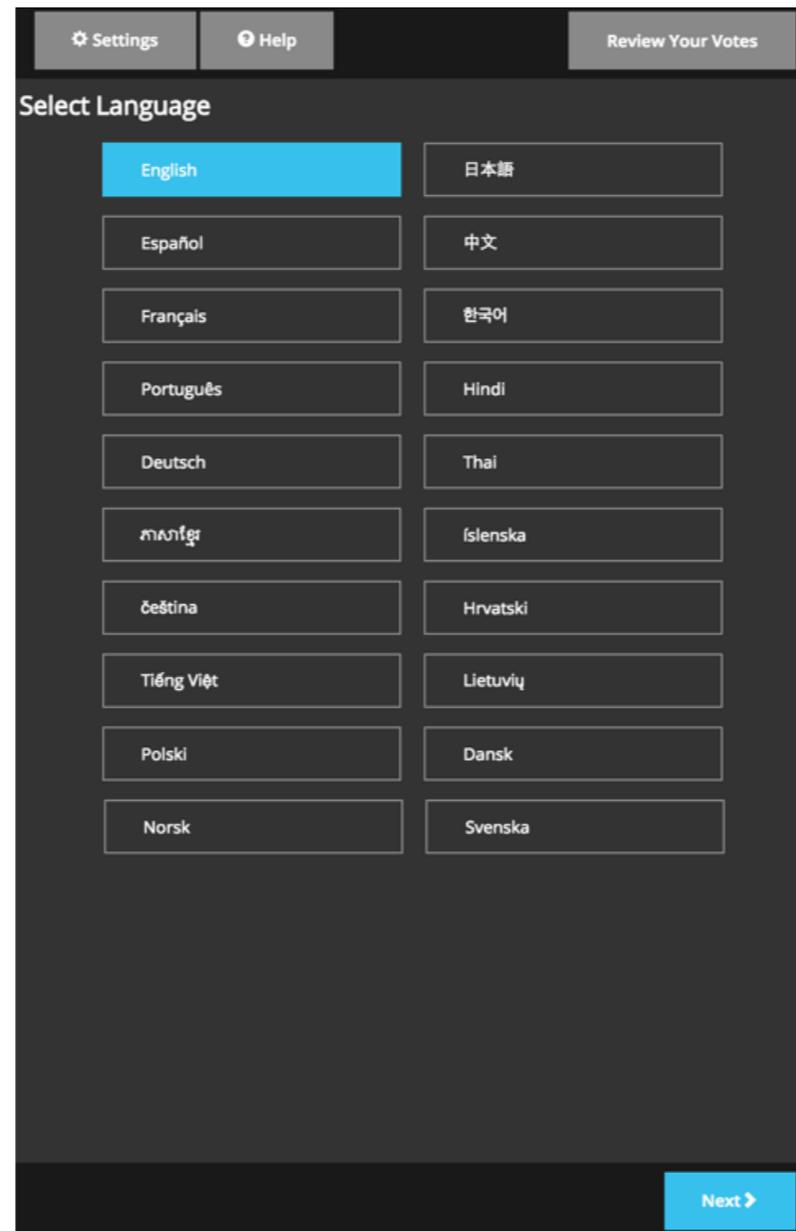 Settings Help Review Your Votes
Select Language
English 日本語
Español 中文
Français 한국어
Português Hindi
Deutsch Thai
ភាសាខ្មែរ íslenska
čeština Hrvatski
Tiếng Việt Lietuvių
Polski Dansk
Norsk Svenska
Next